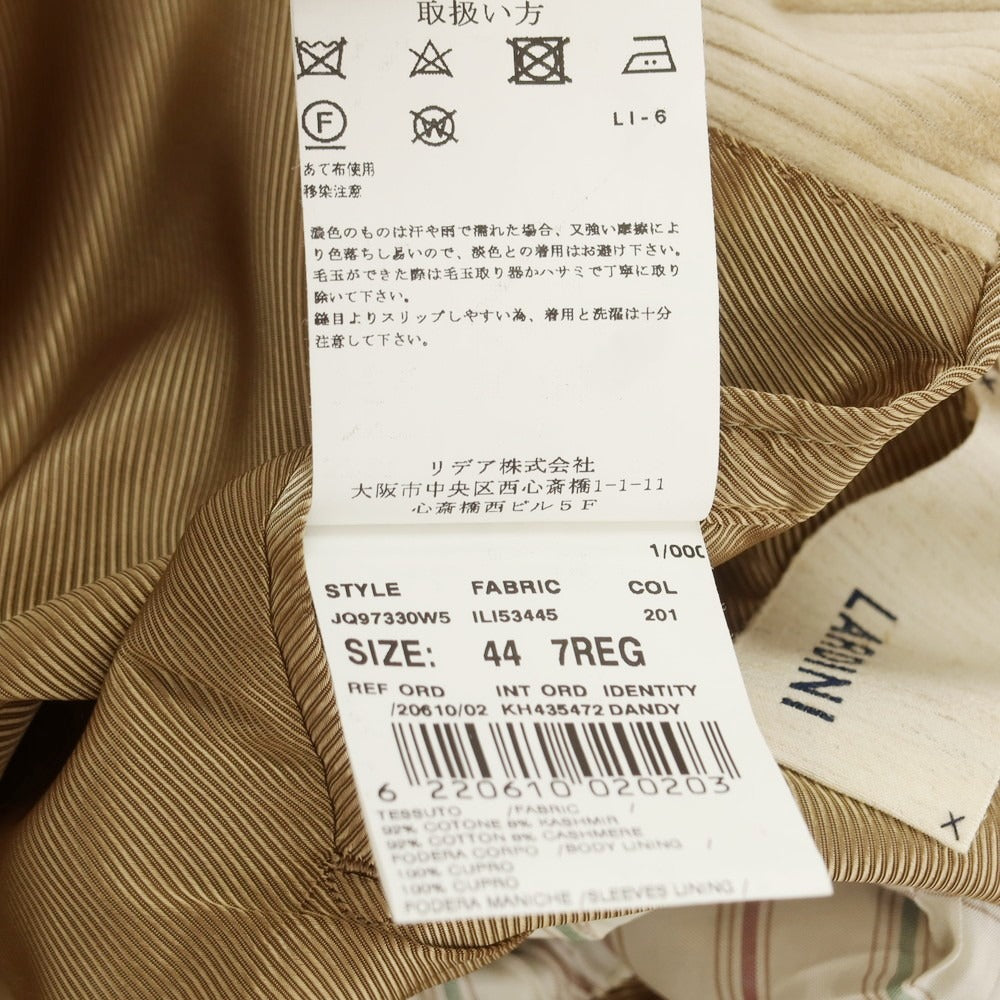 取扱い方
F
W
LI-6
あて布使用
移染注意
淡色のものは汗や雨で濡れた場合、又強い摩擦によ
り色落ちし易いので、淡色との着用はお避け下さい。
毛玉ができた際は毛玉取り器かハサミで丁寧に取り
除いて下さい。
縫目よりスリップしやすい為、着用と洗濯は十分
注意して下さい。
リデア株式会社
大阪市中央区西心斎橋1-1-11
心斎橋西ビル5F
1/000
STYLE FABRIC COL
JQ97330W5 ILI53445 201
SIZE: 44 7REG
REF ORD INT ORD IDENTITY
/20610/02 KH435472 DANDY
6 220610 020203
TESSUTO /FABRIC /
92% COTONE 8% KASHMIR
92% COTTON 8% CASHMERE
FODERA CORPO /BODY LINING /
100% CUPRO
100% CUPRO
FODERA MANICHE /SLEEVES LINING /
LARDINI